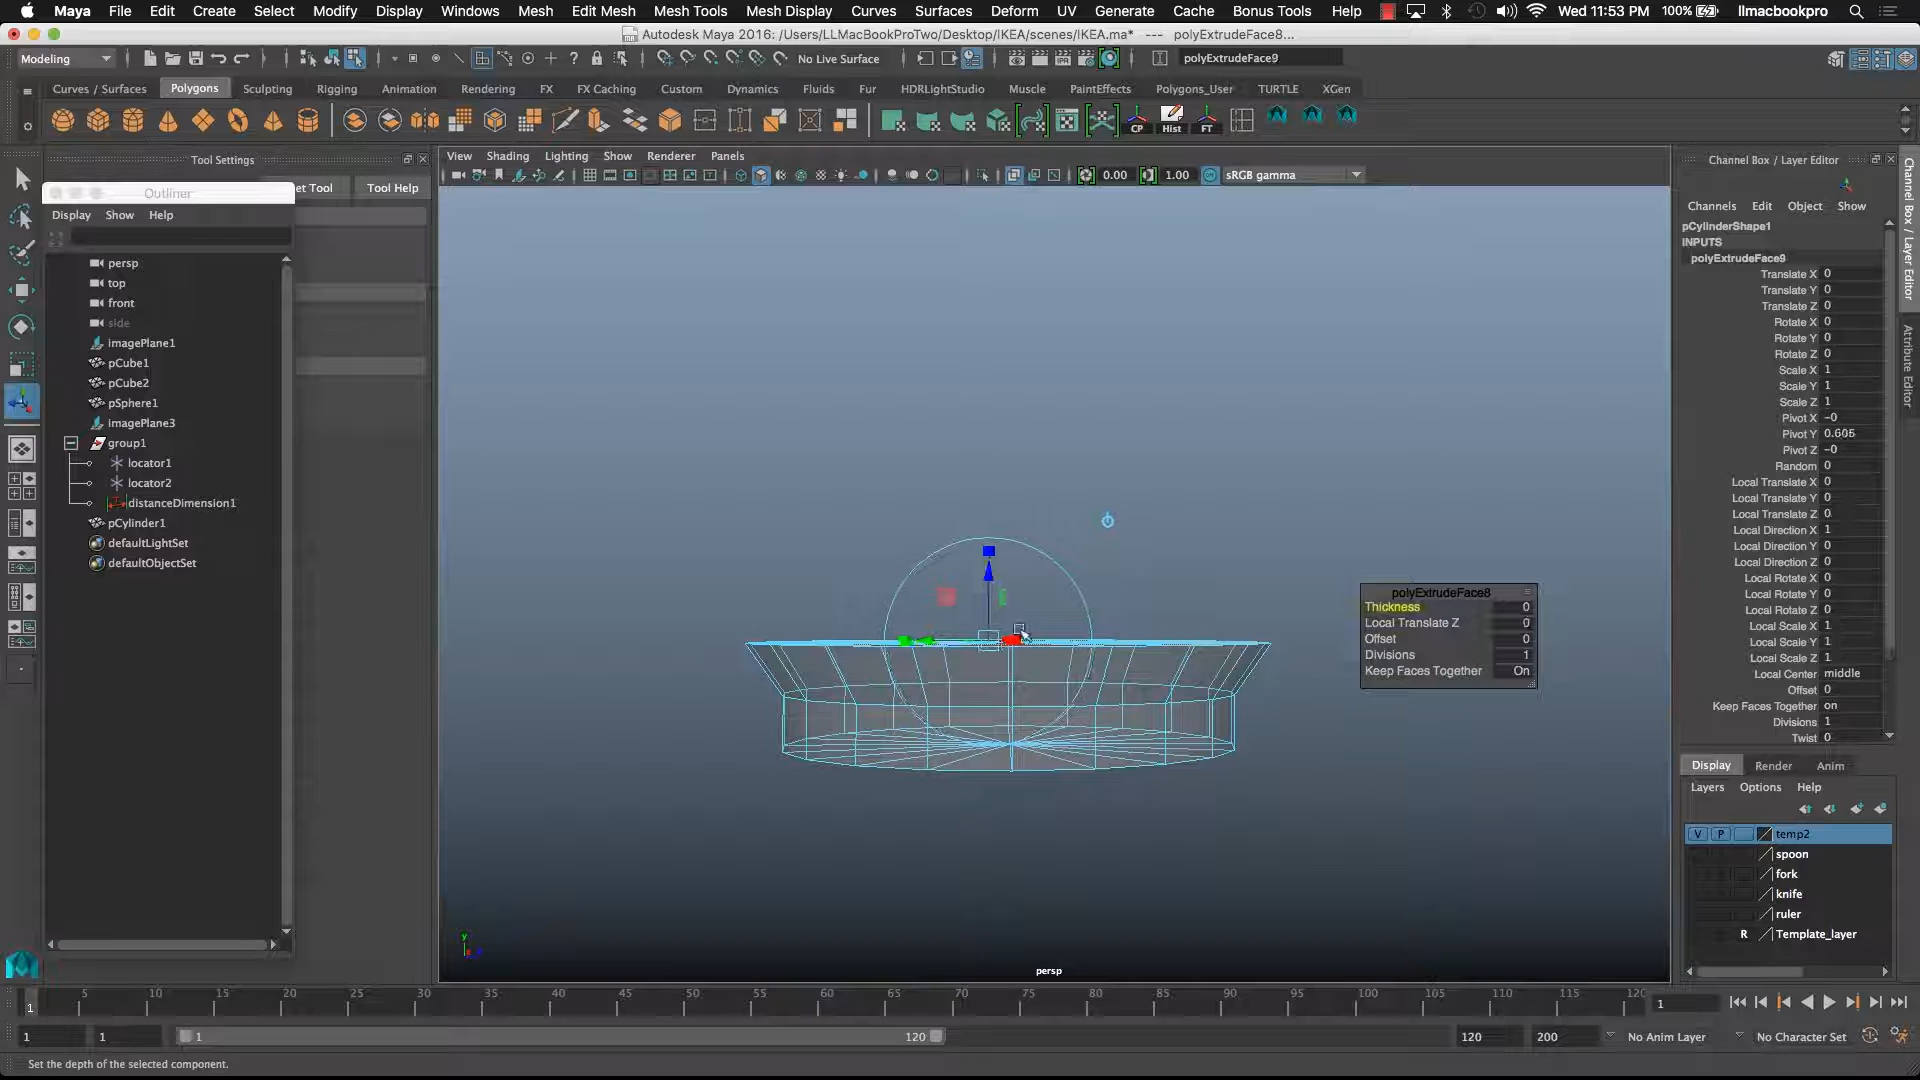 Maya File Edit Create Select Modify Display Windows Mesh Edit Mesh Mesh Tools Mesh Display Curves Surfaces Deform UV Generate Cache Bonus Tools Help Wed 11:53 PM 100% llmacbookpro
Autodesk Maya 2016: /Users/LLMacBookProTwo/Desktop/IKEA/scenes/IKEA.ma* --- polyExtrudeFace8...
Modeling No Live Surface polyExtrudeFace9
Curves / Surfaces Polygons Sculpting Rigging Animation Rendering FX FX Caching Custom Dynamics Fluids Fur HDRLightStudio Muscle PaintEffects Polygons_User TURTLE XGen
CP Hist FT
Tool Settings
View Shading Lighting Show Renderer Panels
Channel Box / Layer Editor
0.00 1.00 sRGB gamma
Outliner
et Tool Tool Help
Display Show Help
persp
top
front
side
imagePlane1
pCube1
pCube2
pSphere1
imagePlane3
group1
locator1
locator2
distanceDimension1
pCylinder1
defaultLightSet
defaultObjectSet
polyExtrudeFace8
Thickness 0
Local Translate Z 0
Offset 0
Divisions 1
Keep Faces Together On
y
persp
Channels Edit Object Show
pCylinderShape1
INPUTS
polyExtrudeFace9
Translate X 0
Translate Y 0
Translate Z 0
Rotate X 0
Rotate Y 0
Rotate Z 0
Scale X 1
Scale Y 1
Scale Z 1
Pivot X -0
Pivot Y 0.605
Pivot Z -0
Random 0
Local Translate X 0
Local Translate Y 0
Local Translate Z 0
Local Direction X 1
Local Direction Y 0
Local Direction Z 0
Local Rotate X 0
Local Rotate Y 0
Local Rotate Z 0
Local Scale X 1
Local Scale Y 1
Local Scale Z 1
Local Center middle
Offset 0
Keep Faces Together on
Divisions 1
Twist 0
Channel Box / Layer Editor
Attribute Editor
Display Render Anim
Layers Options Help
V P temp2
spoon
fork
knife
ruler
R Template_layer
1 5 10 15 20 25 30 35 40 45 50 55 60 65 70 75 80 85 90 95 100 105 110 115 120 1
1 1 1 120 120 200 No Anim Layer No Character Set
Set the depth of the selected component.